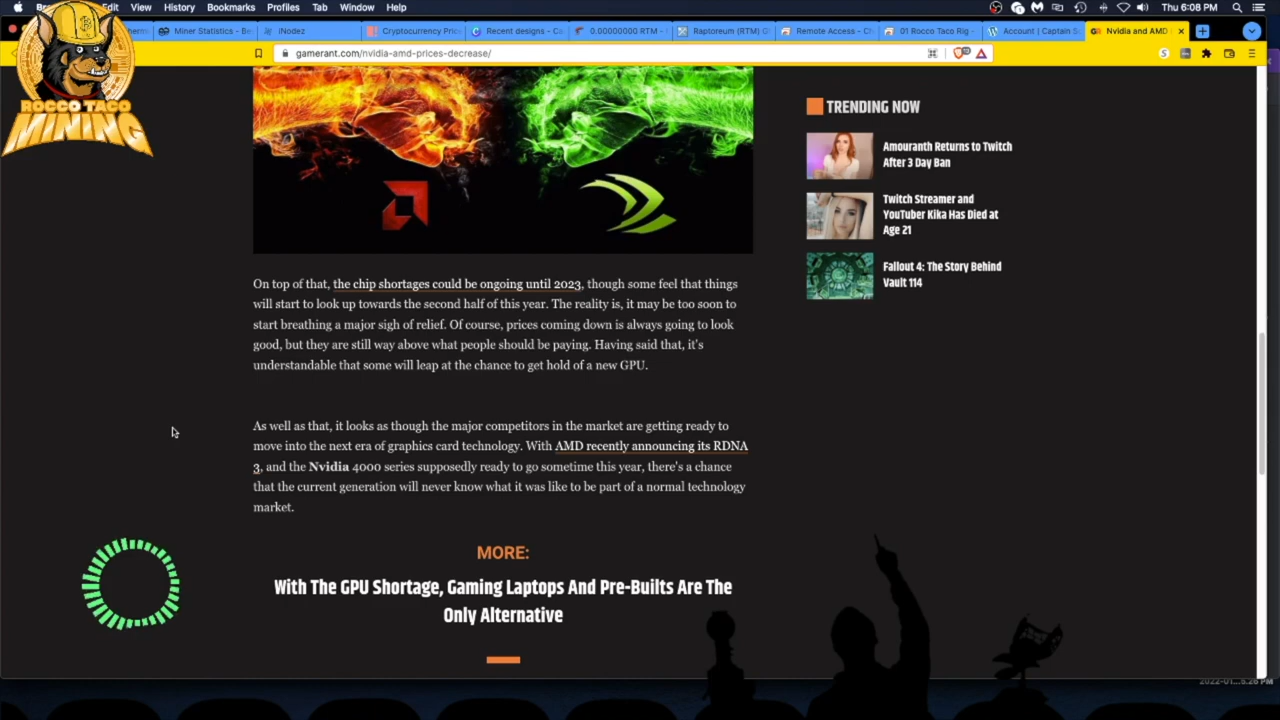 View History Bookmarks Profiles Tab Window Help
Thu 6:08 PM
Miner Statistics - Be
iNodez
Cryptocurrency Pric
Recent designs - Ca
0.00000000 RTM -
Raptoreum (RTM) G
Remote Access - Ch
01 Rocco Taco Rig -
Account | Captain S
Nvidia and AMD
gamerant.com/nvidia-amd-prices-decrease/
ROCCO TACO
MINING
TRENDING NOW
Amouranth Returns to Twitch
After 3 Day Ban
Twitch Streamer and
YouTuber Kika Has Died at
Age 21
Fallout 4: The Story Behind
Vault 114
On top of that, the chip shortages could be ongoing until 2023, though some feel that things
will start to look up towards the second half of this year. The reality is, it may be too soon to
start breathing a major sigh of relief. Of course, prices coming down is always going to look
good, but they are still way above what people should be paying. Having said that, it's
understandable that some will leap at the chance to get hold of a new GPU.
As well as that, it looks as though the major competitors in the market are getting ready to
move into the next era of graphics card technology. With AMD recently announcing its RDNA
3, and the Nvidia 4000 series supposedly ready to go sometime this year, there's a chance
that the current generation will never know what it was like to be part of a normal technology
market.
MORE:
With The GPU Shortage, Gaming Laptops And Pre-Builts Are The
Only Alternative